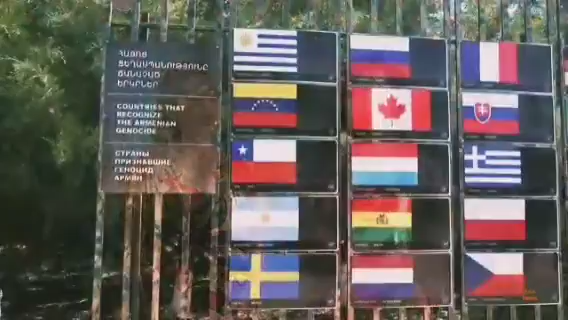 ՀԱՅՈՑ
ՑԵՂԱՍՊԱՆՈՒԹՅՈՒՆԸ
ՃԱՆԱՉԱԾ
ԵՐԿՐՆԵՐ
COUNTRIES THAT
RECOGNIZE
THE ARMENIAN
GENOCIDE
СТРАНЫ
ПРИЗНАВШИЕ
ГЕНОЦИД
АРМЯН